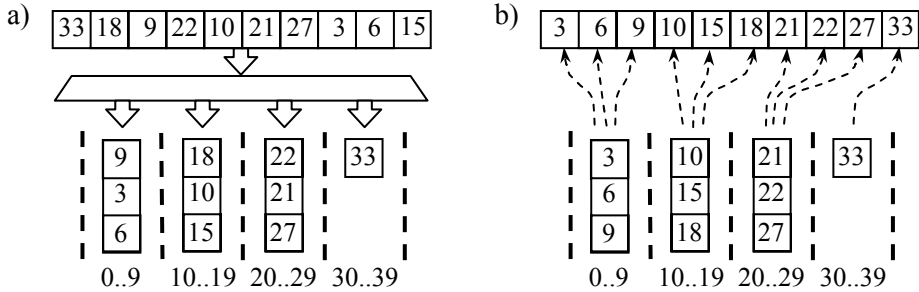 a)
33 18 9 22 10 21 27 3 6 15
9 18 22 33
3 10 21
6 15 27
0..9 10..19 20..29 30..39
b)
3 6 9 10 15 18 21 22 27 33
3 10 21 33
6 15 22
9 18 27
0..9 10..19 20..29 30..39